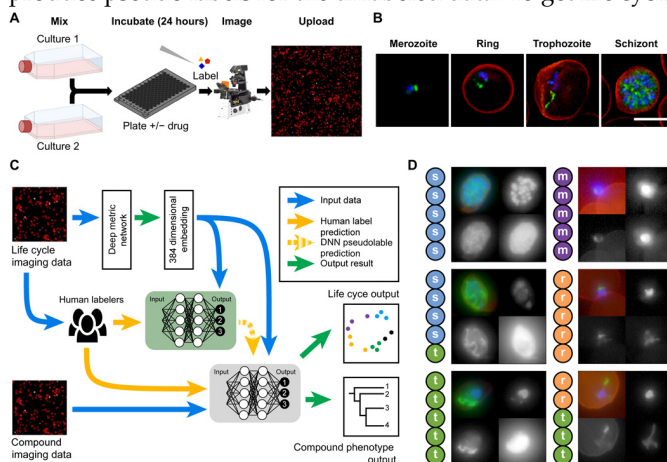 A
Mix
Incubate (24 hours)
Image
Upload
Culture 1
Label
Culture 2
Plate +/− drug
B
Merozoite
Ring
Trophozoite
Schizont
C
Life cycle
imaging data
Deep metric
network
384 dimensional
embedding
Input data
Human label
prediction
DNN pseudolable
prediction
Output result
Human labelers
Input
Output
1
2
3
Life cyce output
Input
Output
1
2
3
1
2
3
4
Compound
imaging data
Compound phenotype
output
D
s
s
s
s
s
m
m
m
m
m
s
s
s
s
t
r
r
r
r
r
t
t
t
t
t
r
r
t
t
t